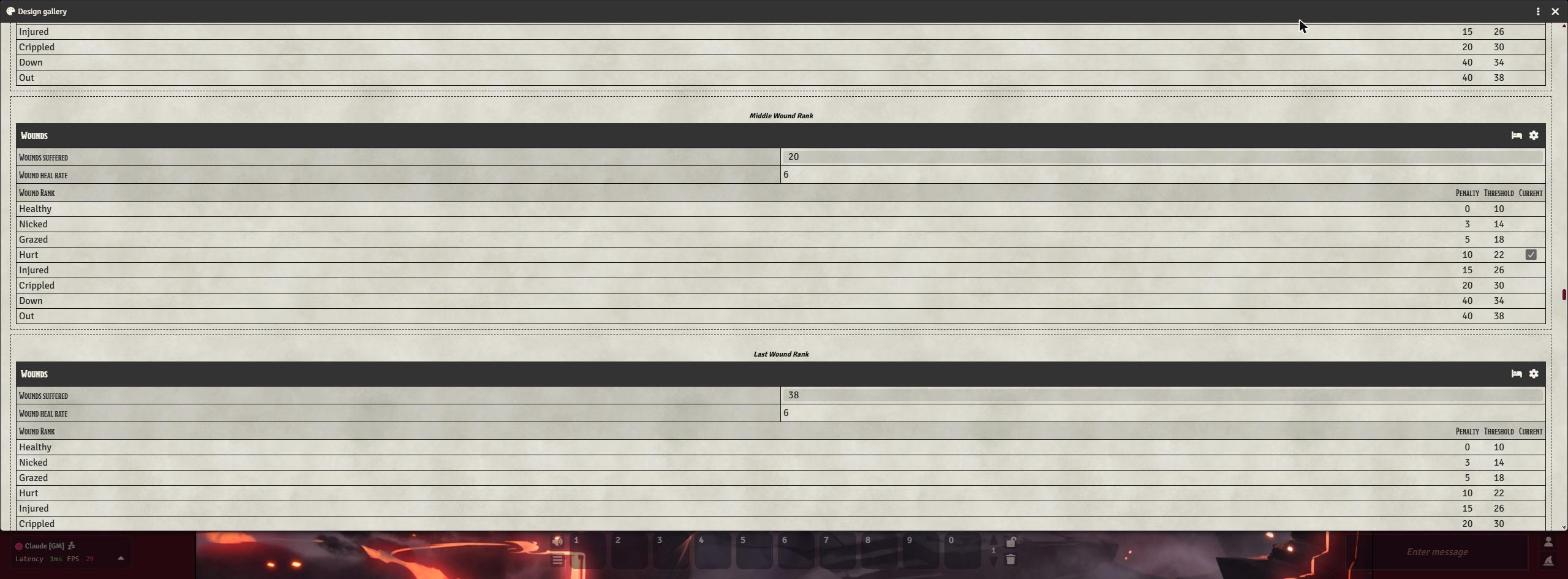 Design gallery
Injured 15 26
Crippled 20 30
Down 40 34
Out 40 38
Middle Wound Rank
Wounds
Wounds suffered 20
Wound heal rate 6
Wound Rank Penalty Threshold Current
Healthy 0 10
Nicked 3 14
Grazed 5 18
Hurt 10 22
Injured 15 26
Crippled 20 30
Down 40 34
Out 40 38
Last Wound Rank
Wounds
Wounds suffered 38
Wound heal rate 6
Wound Rank Penalty Threshold Current
Healthy 0 10
Nicked 3 14
Grazed 5 18
Hurt 10 22
Injured 15 26
Crippled 20 30
Claude [GM]
Latency 3ms FPS 29
1 2 3 4 5 6 7 8 9 0
1
Enter message